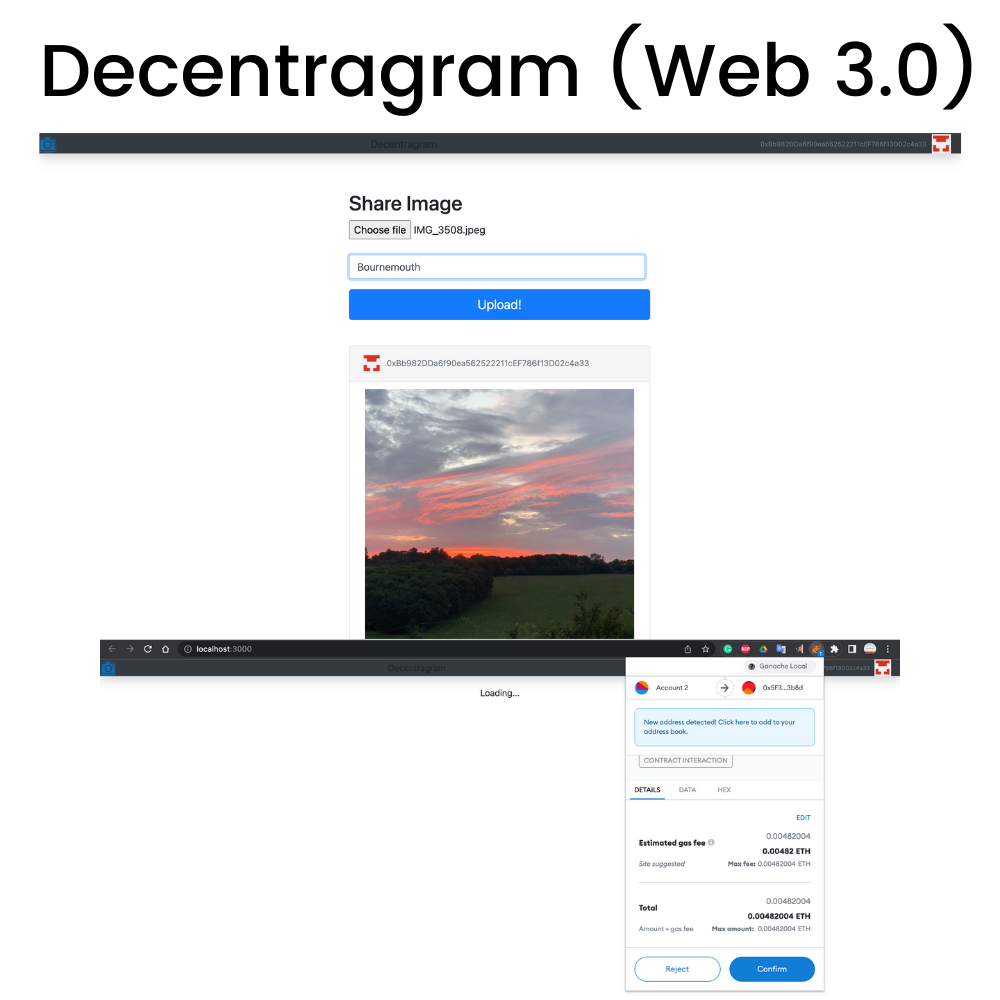 Decentragram (Web 3.0)
Decentragram
0xBb982DDa6f90ea562522211cEF786f13D02c4a33
Share Image
Choose file IMG_3508.jpeg
Bournemouth
Upload!
0xBb982DDa6f90ea562522211cEF786f13D02c4a33
localhost:3000
Decentragram
786f13D02c4a33
Loading...
Ganache Local
Account 2
0x5F3...3b8d
New address detected! Click here to add to your
address book.
CONTRACT INTERACTION
DETAILS DATA HEX
EDIT
0.00482004
Estimated gas fee
0.00482 ETH
Site suggested Max fee: 0.00482004 ETH
0.00482004
Total
0.00482004 ETH
Amount + gas fee Max amount: 0.00482004 ETH
Reject Confirm